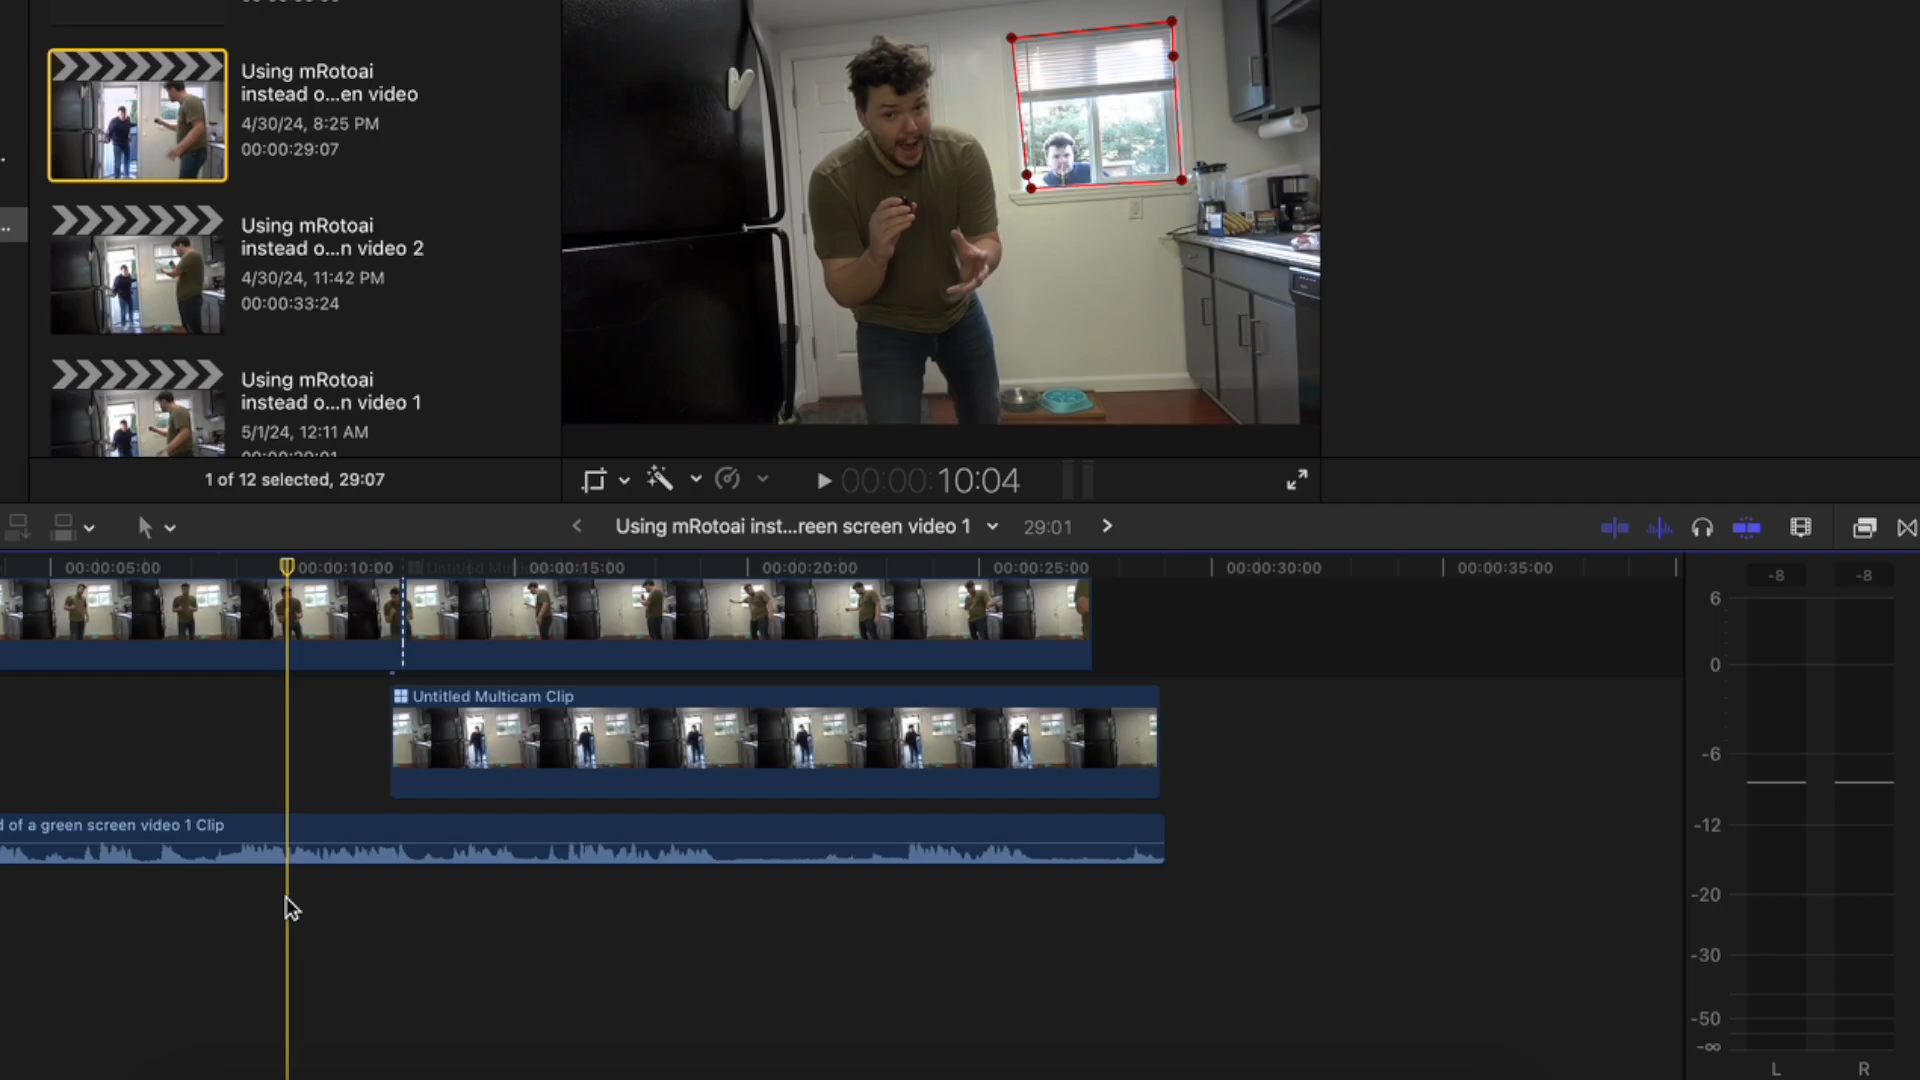 Using mRotoai
instead o...en video
4/30/24, 8:25 PM
00:00:29:07
Using mRotoai
instead o...n video 2
4/30/24, 11:42 PM
00:00:33:24
Using mRotoai
instead o...n video 1
5/1/24, 12:11 AM
1 of 12 selected, 29:07
00:00:10:04
Using mRotoai inst...reen screen video 1
29:01
00:00:05:00
00:00:10:00
00:00:15:00
00:00:20:00
00:00:25:00
00:00:30:00
00:00:35:00
Untitled Multicam Clip
d of a green screen video 1 Clip
-8
-8
6
0
-6
-12
-20
-30
-50
-∞
L
R